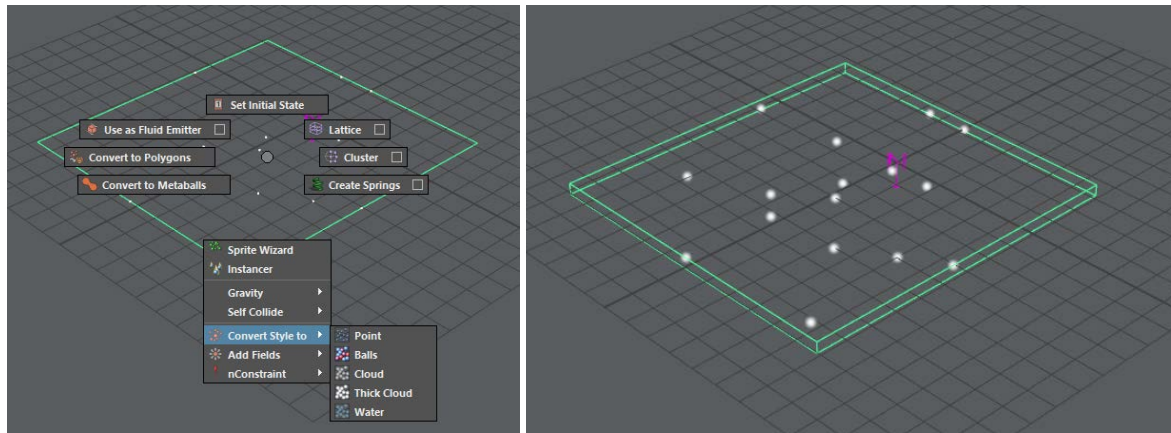 Set Initial State
Use as Fluid Emitter
Lattice
Convert to Polygons
Cluster
Convert to Metaballs
Create Springs
Sprite Wizard
Instancer
Gravity
Self Collide
Convert Style to
Point
Add Fields
Balls
nConstraint
Cloud
Thick Cloud
Water